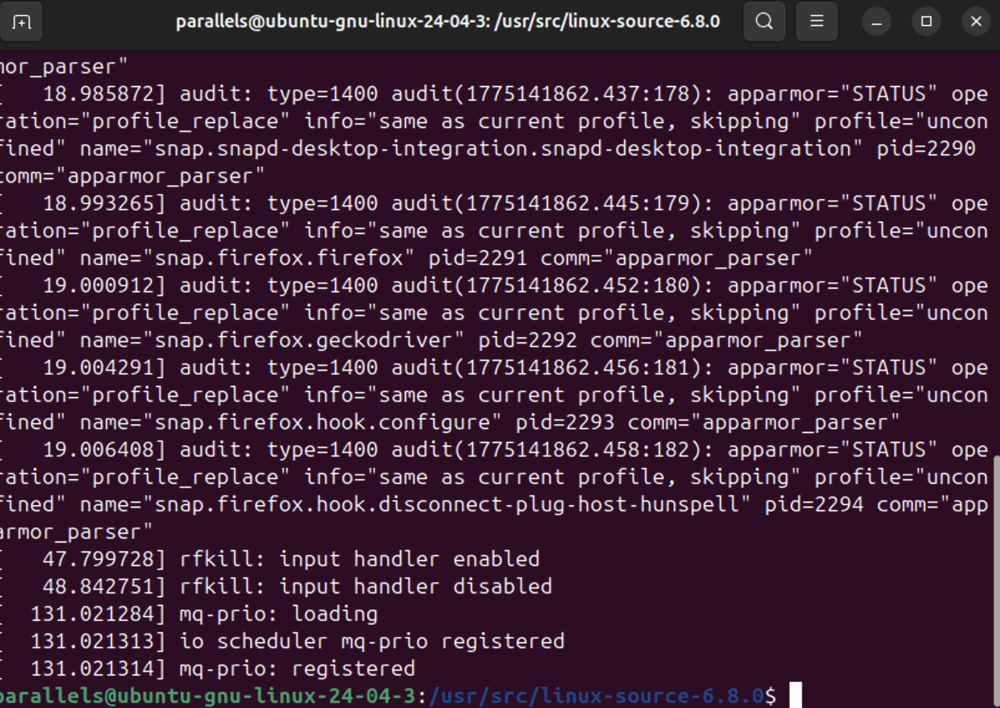 parallels@ubuntu-gnu-linux-24-04-3: /usr/src/linux-source-6.8.0
mor_parser"
[   18.985872] audit: type=1400 audit(1775141862.437:178): apparmor="STATUS" ope
ration="profile_replace" info="same as current profile, skipping" profile="uncon
fined" name="snap.snapd-desktop-integration.snapd-desktop-integration" pid=2290
comm="apparmor_parser"
[   18.993265] audit: type=1400 audit(1775141862.445:179): apparmor="STATUS" ope
ration="profile_replace" info="same as current profile, skipping" profile="uncon
fined" name="snap.firefox.firefox" pid=2291 comm="apparmor_parser"
[   19.000912] audit: type=1400 audit(1775141862.452:180): apparmor="STATUS" ope
ration="profile_replace" info="same as current profile, skipping" profile="uncon
fined" name="snap.firefox.geckodriver" pid=2292 comm="apparmor_parser"
[   19.004291] audit: type=1400 audit(1775141862.456:181): apparmor="STATUS" ope
ration="profile_replace" info="same as current profile, skipping" profile="uncon
fined" name="snap.firefox.hook.configure" pid=2293 comm="apparmor_parser"
[   19.006408] audit: type=1400 audit(1775141862.458:182): apparmor="STATUS" ope
ration="profile_replace" info="same as current profile, skipping" profile="uncon
fined" name="snap.firefox.hook.disconnect-plug-host-hunspell" pid=2294 comm="app
armor_parser"
[   47.799728] rfkill: input handler enabled
[   48.842751] rfkill: input handler disabled
[  131.021284] mq-prio: loading
[  131.021313] io scheduler mq-prio registered
[  131.021314] mq-prio: registered
parallels@ubuntu-gnu-linux-24-04-3:/usr/src/linux-source-6.8.0$